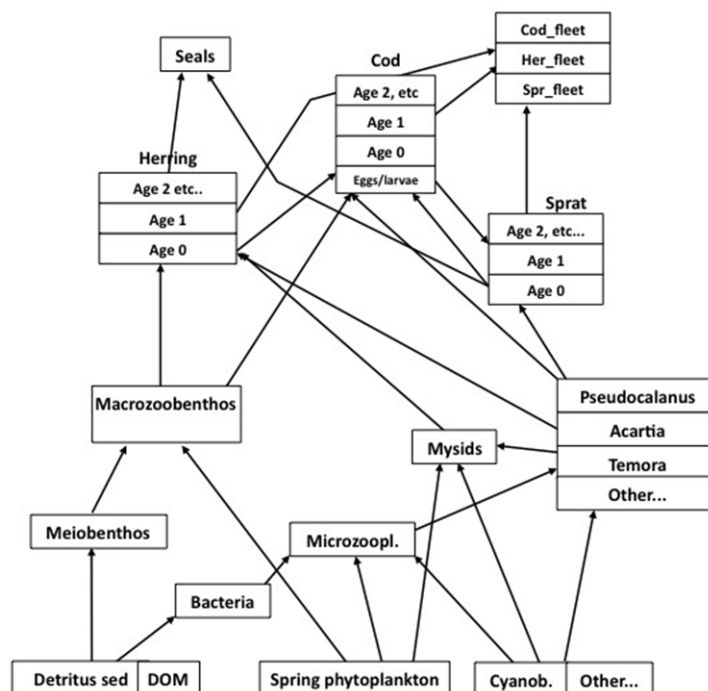 Cod_fleet
Her_fleet
Spr_fleet
Seals
Cod
Age 2, etc
Age 1
Age 0
Eggs/larvae
Herring
Age 2 etc..
Age 1
Age 0
Sprat
Age 2, etc...
Age 1
Age 0
Macrozoobenthos
Pseudocalanus
Acartia
Temora
Other...
Mysids
Meiobenthos
Microzoopl.
Bacteria
Detritus sed
DOM
Spring phytoplankton
Cyanob.
Other...